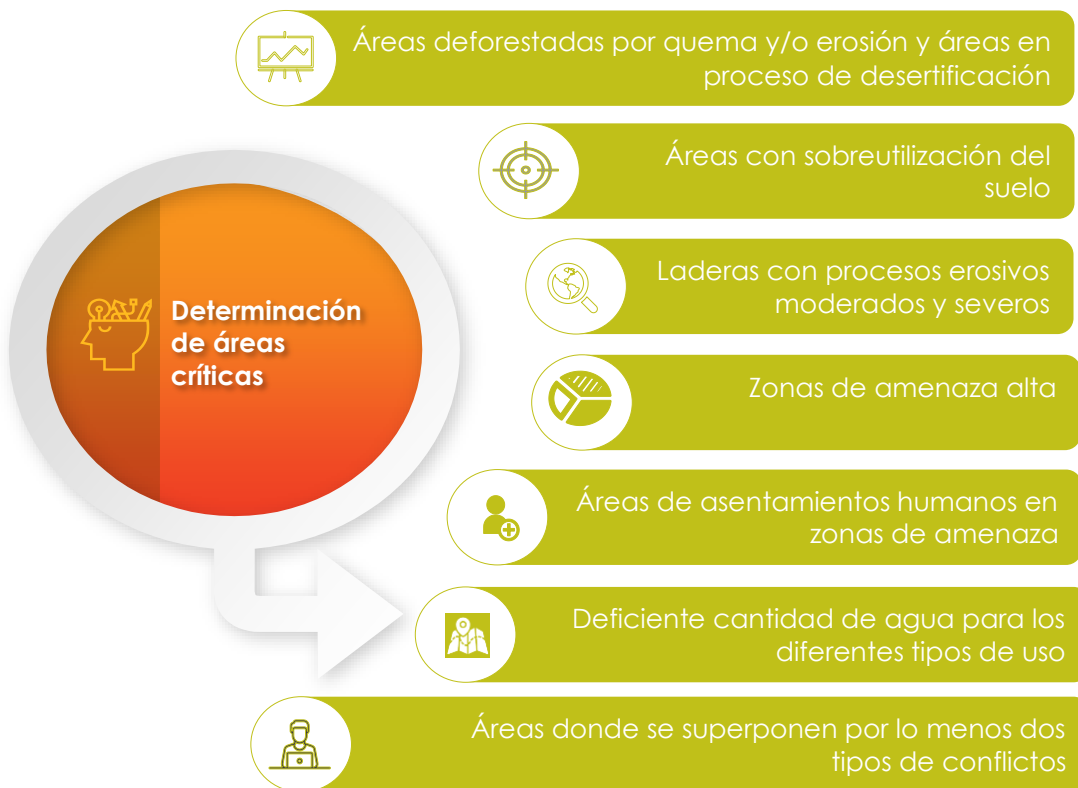 Áreas deforestadas por quema y/o erosión y áreas en
proceso de desertificación
Áreas con sobreutilización del
suelo
Laderas con procesos erosivos
moderados y severos
Determinación
de áreas
críticas
Zonas de amenaza alta
Áreas de asentamientos humanos en
zonas de amenaza
Deficiente cantidad de agua para los
diferentes tipos de uso
Áreas donde se superponen por lo menos dos
tipos de conflictos